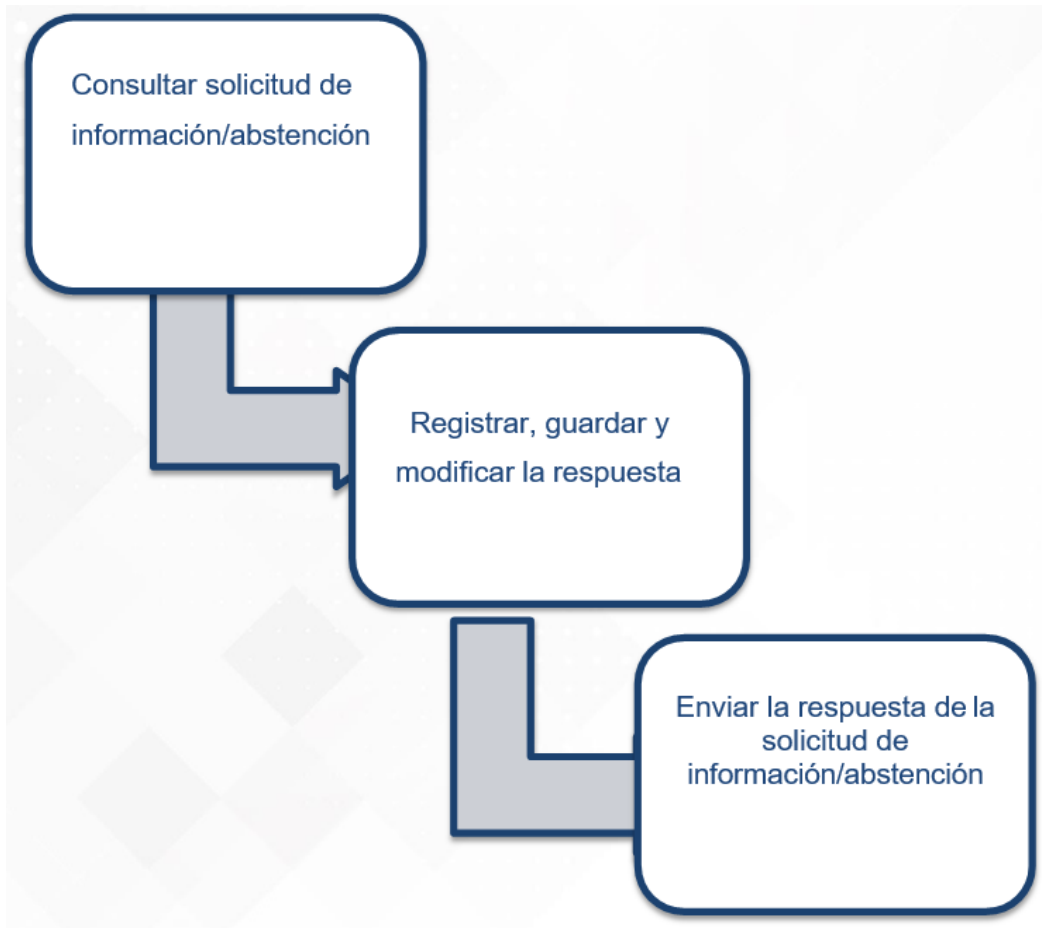 Consultar solicitud de
información/abstención
Registrar, guardar y
modificar la respuesta
Enviar la respuesta de la
solicitud de
información/abstención